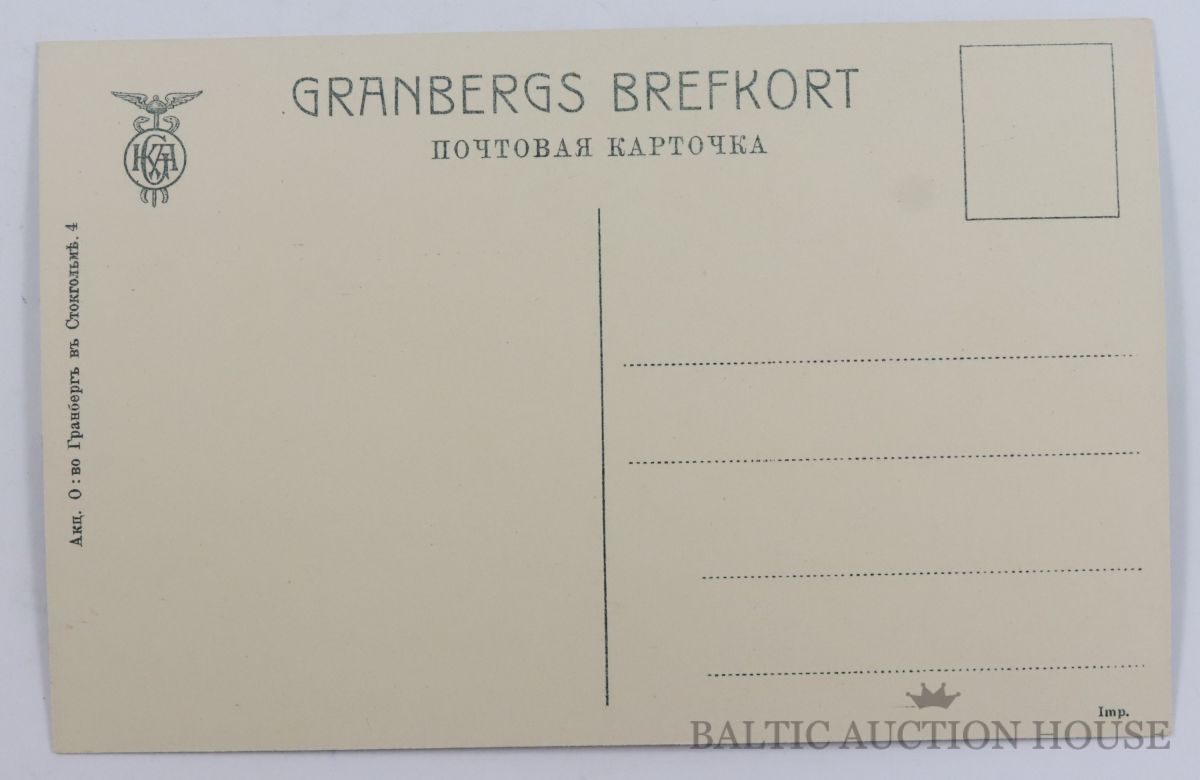 GRANBERGS BREFKORT
ПОЧТОВАЯ КАРТОЧКА
Акц. О:во Гранбергъ въ Стокгольмѣ. 4
Imp.
BALTIC AUCTION HOUSE